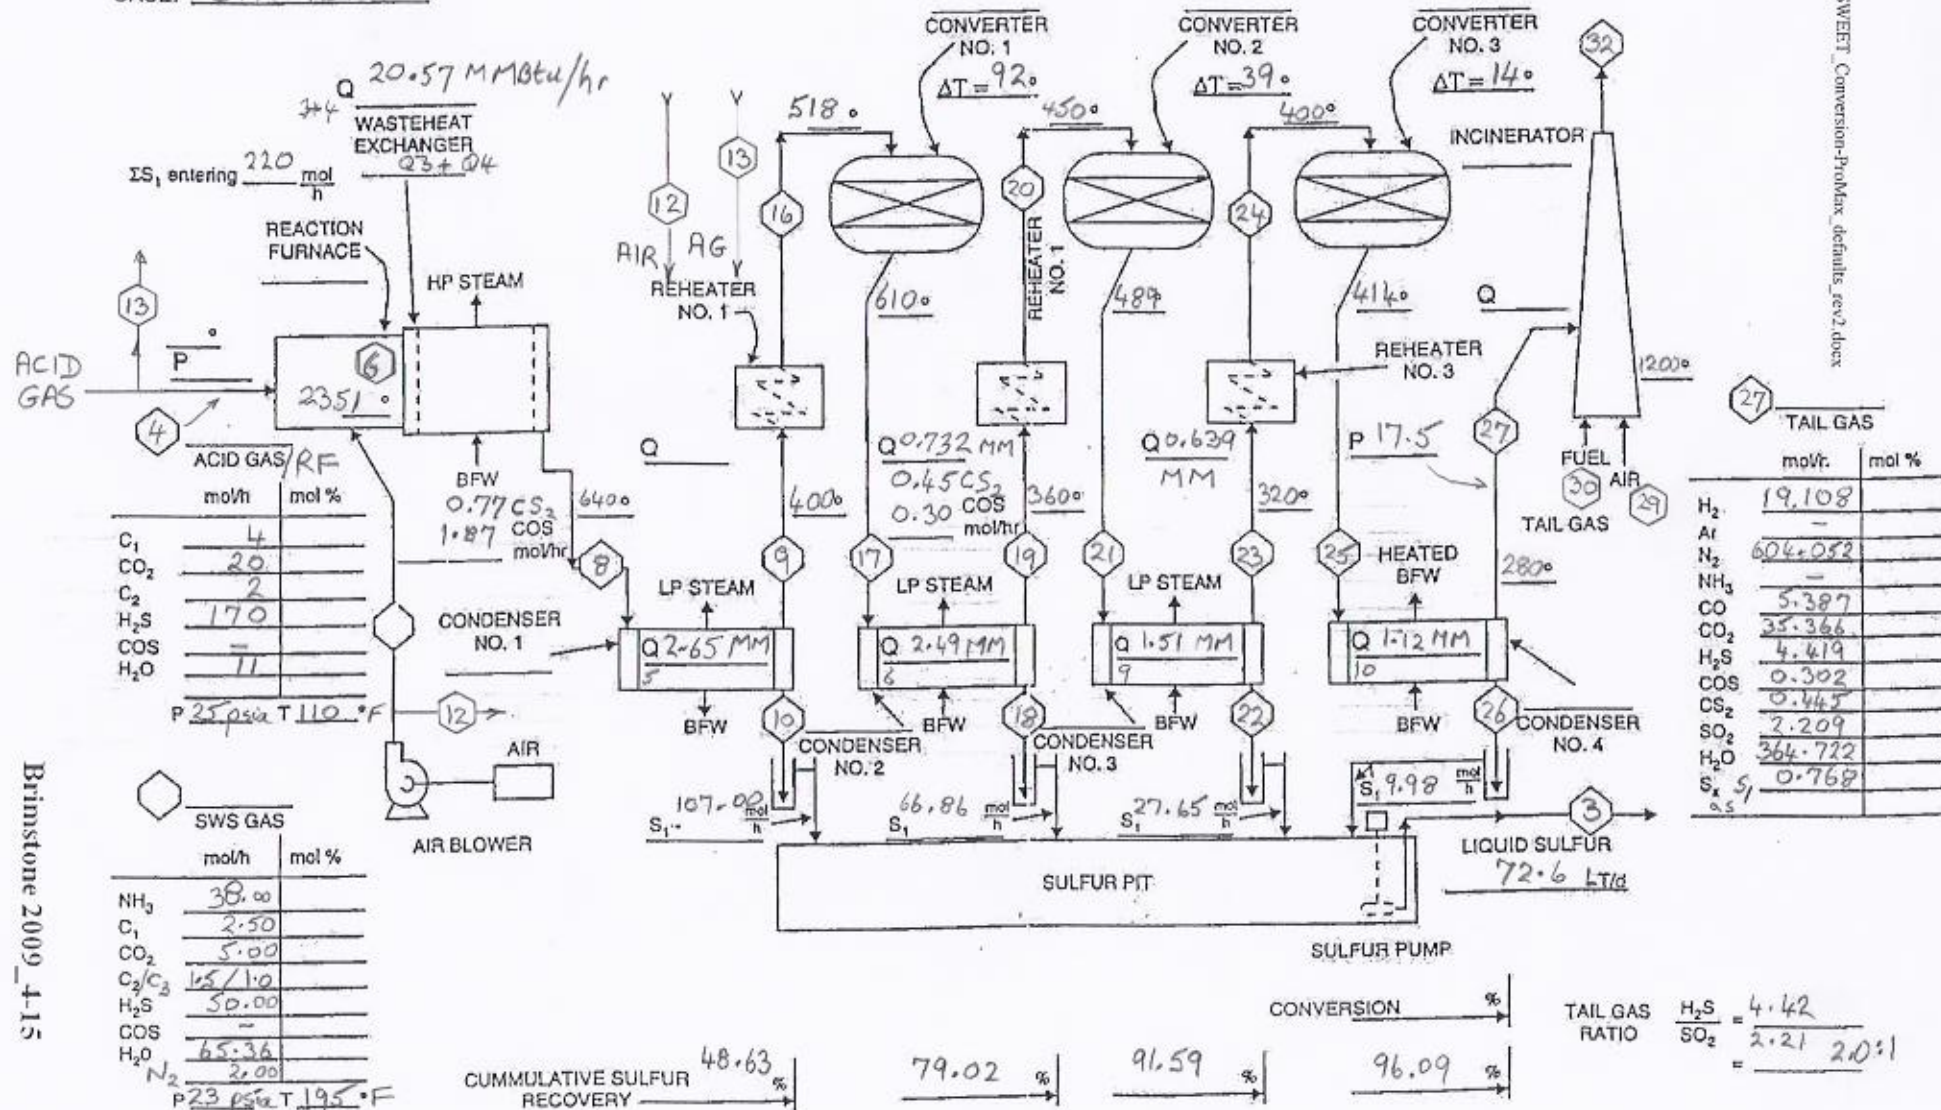 CONVERTER
NO. 1
ΔT = 92°
CONVERTER
NO. 2
ΔT = 39°
CONVERTER
NO. 3
ΔT = 14°
32
SWEET_Conversion-ProMax_defaults_rev2.docx
Q 20.57 MMBtu/hr
3+4
WASTEHEAT
EXCHANGER
Q3 + Q4
ΣS₁ entering 220 mol/h
REACTION
FURNACE
HP STEAM
13
ACID
GAS
P
°
4
6
2351°
ACID GAS/RF
mol/h mol %
C₁ 4
CO₂ 20
C₂ 2
H₂S 170
COS –
H₂O 11
P 25 psia T 110 °F
BFW
0.77 CS₂
1.87 COS
mol/hr
640°
8
12
AIR
AIR BLOWER
SWS GAS
mol/h mol %
NH₃ 38.00
C₁ 2.50
CO₂ 5.00
C₂/C₃ 1.5/1.0
H₂S 50.00
COS –
H₂O 65.36
N₂ 2.00
P 23 psia T 195 °F
Brimstone 2009_4-15
12
13
AIR
AG
REHEATER
NO. 1
518°
16
Q
400°
9
LP STEAM
CONDENSER
NO. 1
Q 2.65 MM
5
BFW
10
610°
17
Q 0.732 MM
0.45 CS₂
0.30 COS
mol/hr
450°
20
REHEATER
NO. 1
360°
19
LP STEAM
Q 2.49 MM
6
BFW
18
CONDENSER
NO. 2
489
21
Q 0.639
MM
400°
24
REHEATER
NO. 3
320°
23
LP STEAM
Q 1.51 MM
9
BFW
22
CONDENSER
NO. 3
414°
25
P 17.5
HEATED
BFW
Q 1.12 MM
10
BFW
26
CONDENSER
NO. 4
280°
27
INCINERATOR
Q
1200°
FUEL
30
AIR
29
TAIL GAS
27
TAIL GAS
mol/r. mol %
H₂ 19.108
Ar –
N₂ 604.052
NH₃ –
CO 5.387
CO₂ 35.366
H₂S 4.419
COS 0.302
CS₂ 0.445
SO₂ 2.209
H₂O 364.722
Sₓ as S₁ 0.768
S₁ 107.00 mol/h
S₁ 66.86 mol/h
S₁ 27.65 mol/h
S₁ 9.98 mol/h
3
LIQUID SULFUR
72.6 LT/d
SULFUR PIT
SULFUR PUMP
CONVERSION %
TAIL GAS
RATIO
H₂S/SO₂ = 4.42/2.21
= 2.0:1
CUMMULATIVE SULFUR
RECOVERY
48.63 %
79.02 %
91.59 %
96.09 %